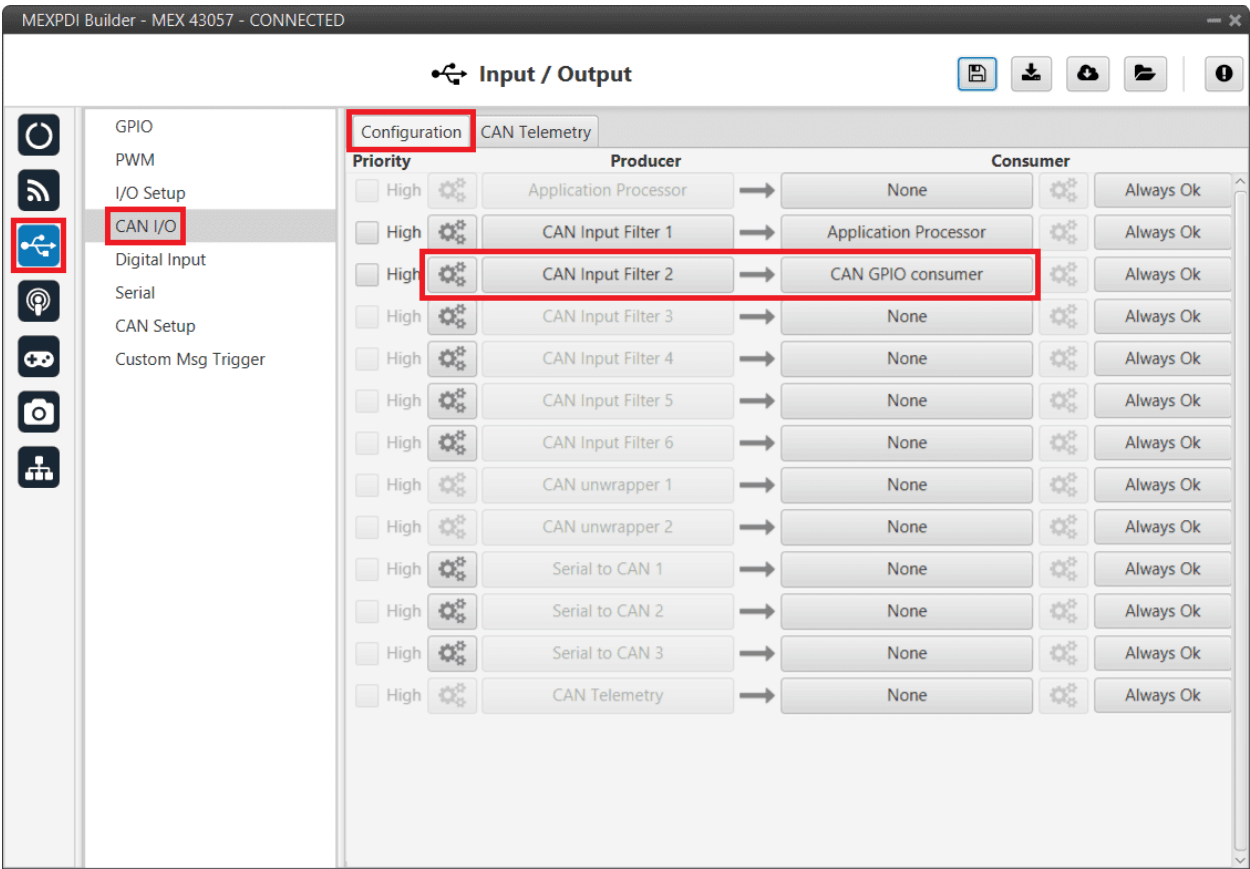 MEXPDI Builder - MEX 43057 - CONNECTED
Input / Output
GPIO
PWM
I/O Setup
CAN I/O
Digital Input
Serial
CAN Setup
Custom Msg Trigger
Configuration CAN Telemetry
Priority Producer Consumer
High Application Processor None Always Ok
High CAN Input Filter 1 Application Processor Always Ok
High CAN Input Filter 2 CAN GPIO consumer Always Ok
High CAN Input Filter 3 None Always Ok
High CAN Input Filter 4 None Always Ok
High CAN Input Filter 5 None Always Ok
High CAN Input Filter 6 None Always Ok
High CAN unwrapper 1 None Always Ok
High CAN unwrapper 2 None Always Ok
High Serial to CAN 1 None Always Ok
High Serial to CAN 2 None Always Ok
High Serial to CAN 3 None Always Ok
High CAN Telemetry None Always Ok